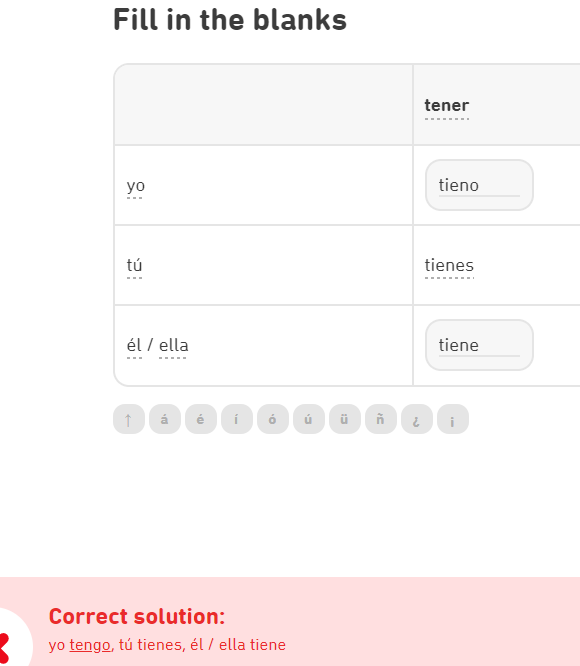 Fill in the blanks
tener
yo tieno
tú tienes
él / ella tiene
↑ á é í ó ú ü ñ ¿ ¡
Correct solution:
yo tengo, tú tienes, él / ella tiene